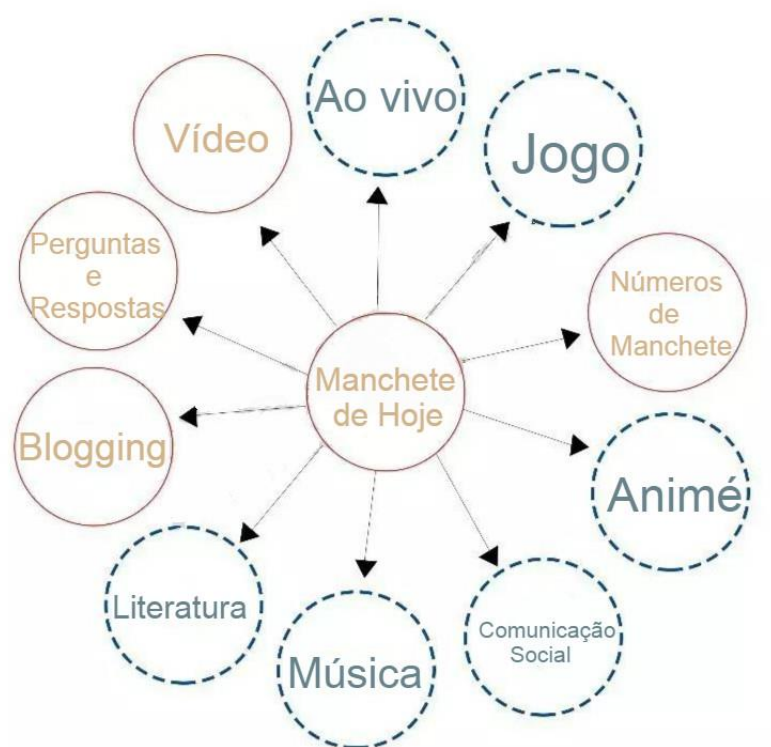 Ao vivo
Jogo
Vídeo
Perguntas
e
Respostas
Números
de
Manchete
Manchete
de Hoje
Blogging
Animé
Literatura
Comunicação
Social
Música